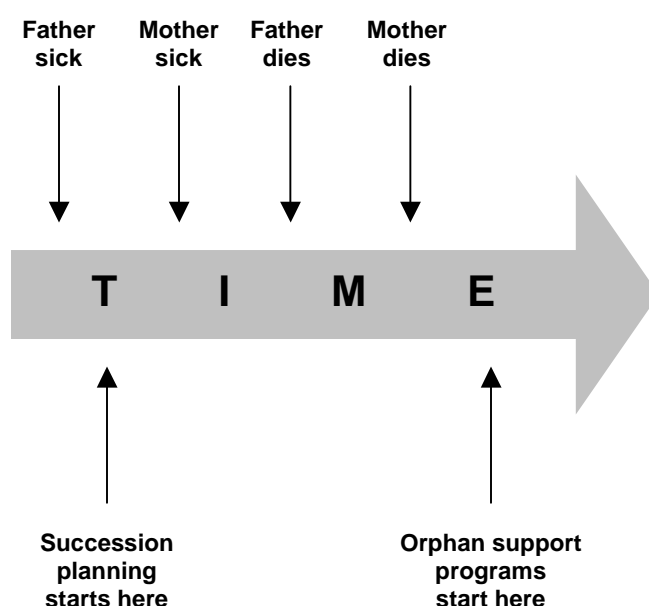 Father sick
Mother sick
Father dies
Mother dies
T I M E
Succession
planning
starts here
Orphan support
programs
start here